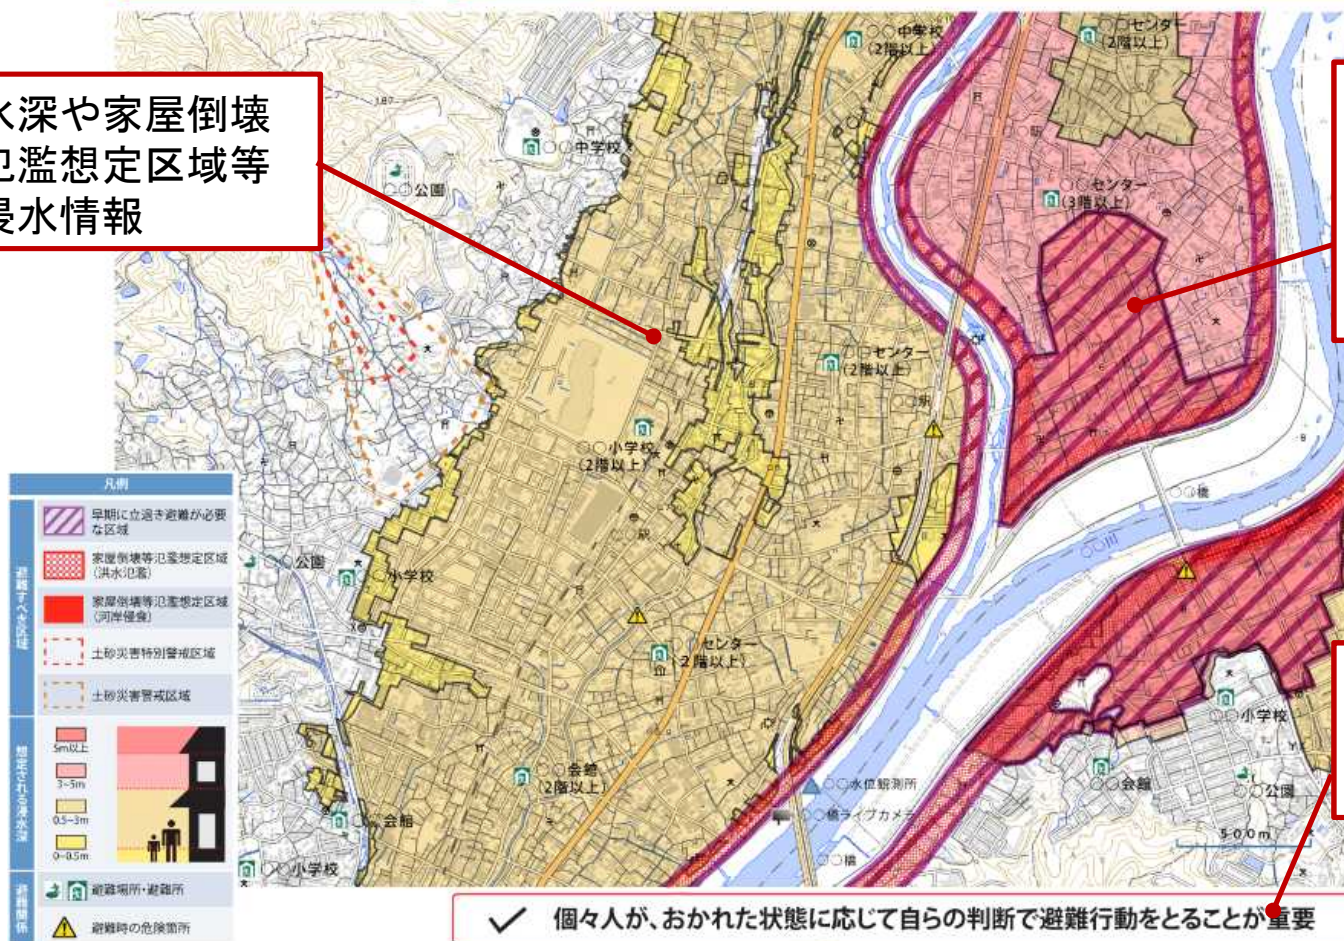 水深や家屋倒壊
氾濫想定区域等
浸水情報
187
○○中学校
(2階以上)
○○センター
(2階以上)
○○中学校
○○公園
○○駅
○○センター
(3階以上)
○○センター
(2階以上)
○○駅
○○小学校
(2階以上)
○○橋
○○川
○○駅
○○公園
小学校
センター
2階以上)
○○小学校
○○会館
2階以上)
○○水位観測所
○○橋ライブカメラ
○○会館
○○公園
会館
500m
○○橋
○○小学校
凡例
避難すべき区域
早期に立退き避難が必要
な区域
家屋倒壊等氾濫想定区域
(洪水氾濫)
家屋倒壊等氾濫想定区域
(河岸侵食)
土砂災害特別警戒区域
土砂災害警戒区域
想定される浸水深
5m以上
3~5m
0.5~3m
0~0.5m
避難関係
避難場所・避難所
避難時の危険箇所
✓ 個々人が、おかれた状態に応じて自らの判断で避難行動をとることが重要